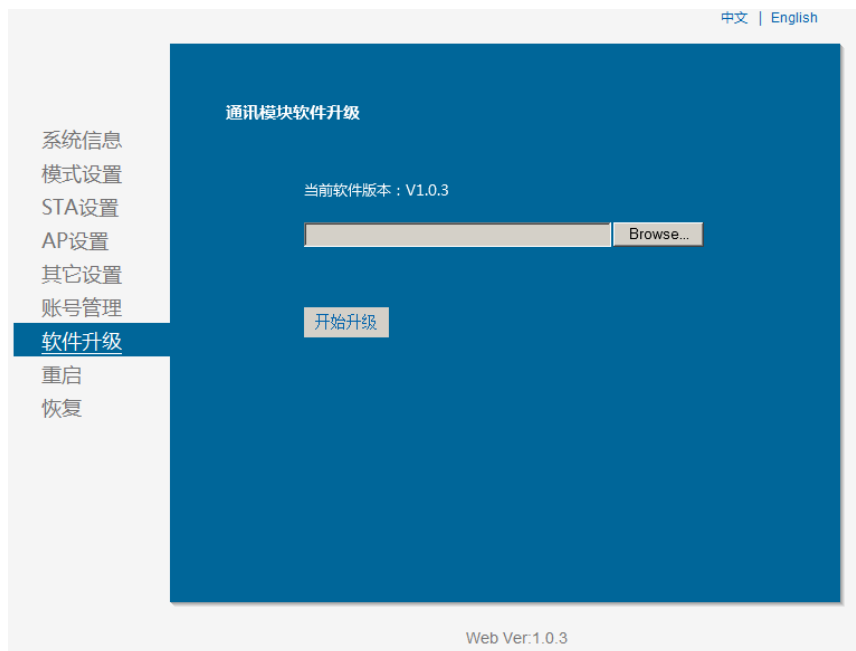 中文 | English
通讯模块软件升级
系统信息
模式设置
当前软件版本：V1.0.3
STA设置
Browse...
AP设置
其它设置
账号管理
开始升级
软件升级
重启
恢复
Web Ver:1.0.3